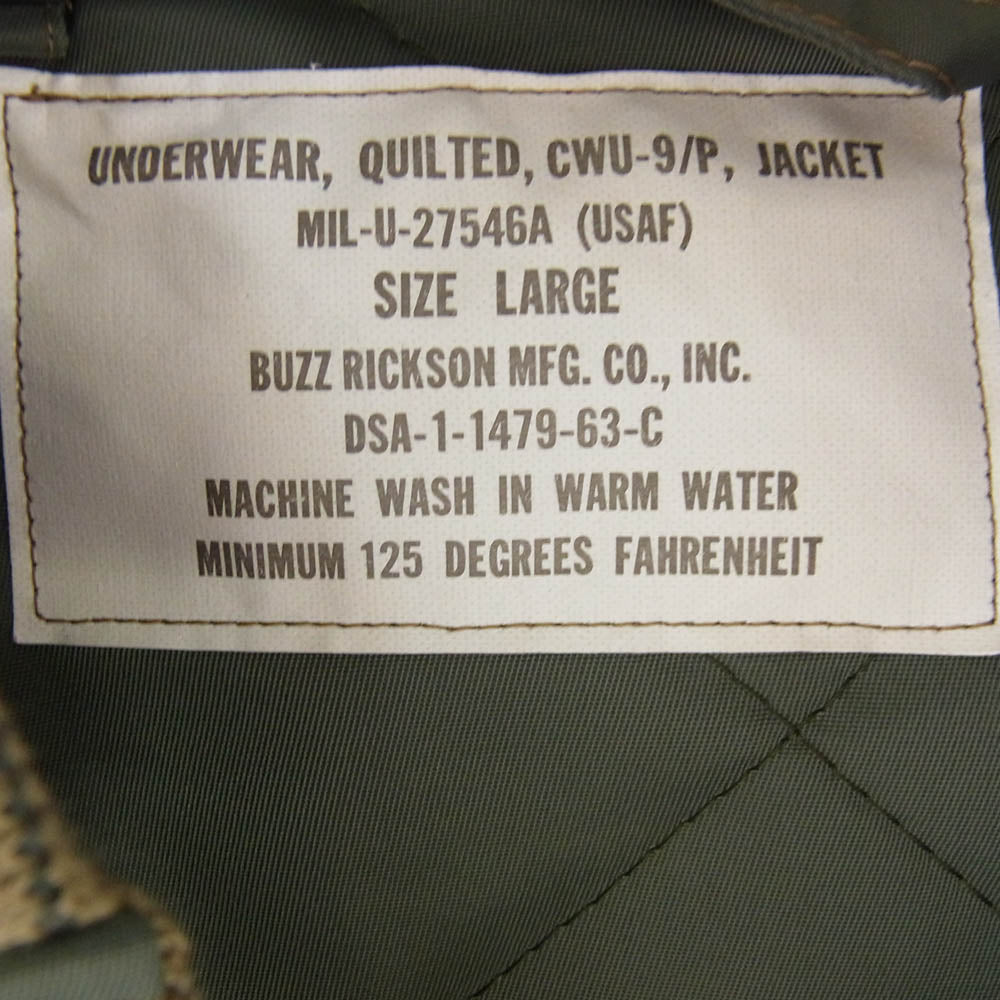 UNDERWEAR, QUILTED, CWU-9/P, JACKET
MIL-U-27546A (USAF)
SIZE LARGE
BUZZ RICKSON MFG. CO., INC.
DSA-1-1479-63-C
MACHINE WASH IN WARM WATER
MINIMUM 125 DEGREES FAHRENHEIT